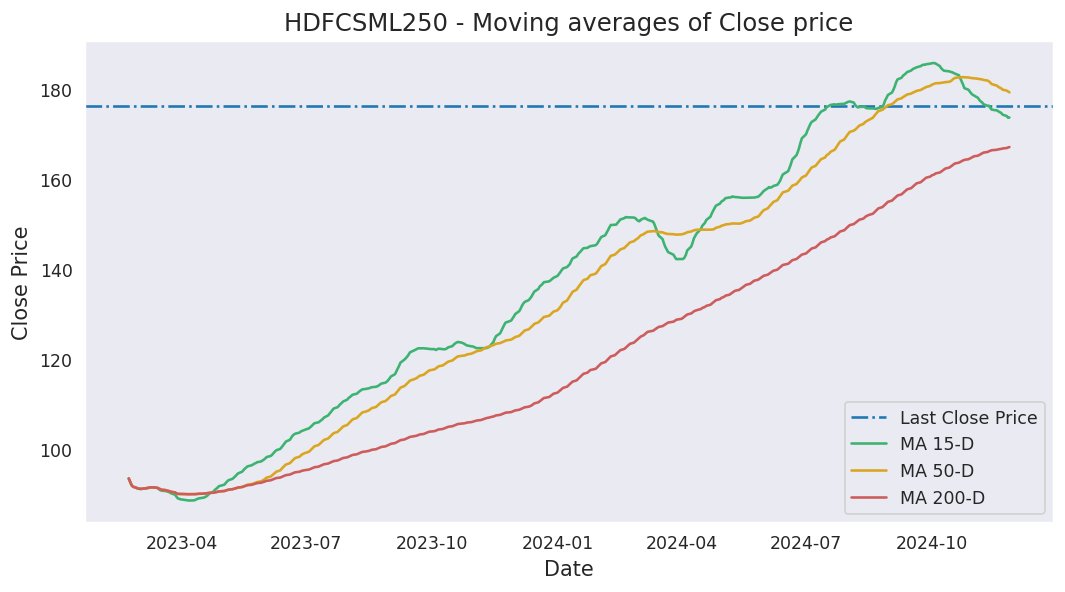 HDFCSML250 - Moving averages of Close price
Close Price
180
160
140
120
100
Last Close Price
MA 15-D
MA 50-D
MA 200-D
2023-04
2023-07
2023-10
2024-01
2024-04
2024-07
2024-10
Date